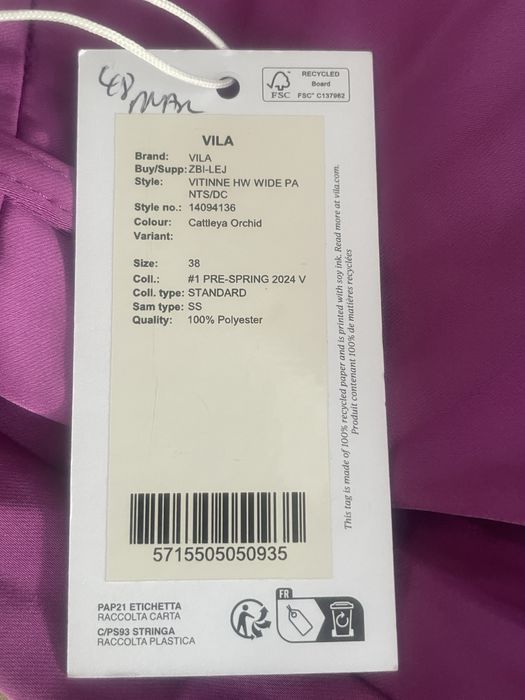 48
RECYCLED
Board
FSC
FSC® C137982
VILA
Brand: VILA
Buy/Supp: ZBI-LEJ
Style: VITINNE HW WIDE PA
NTS/DC
Style no.: 14094136
Colour: Cattleya Orchid
Variant:
Size: 38
Coll.: #1 PRE-SPRING 2024 V
Coll. type: STANDARD
Sam type: SS
Quality: 100% Polyester
This tag is made of 100% recycled paper and is printed with soy ink. Read more at vila.com.
Produit contenant 100% de matières recyclées
5715505050935
PAP21 ETICHETTA
RACCOLTA CARTA
C/PS93 STRINGA
RACCOLTA PLASTICA
FR